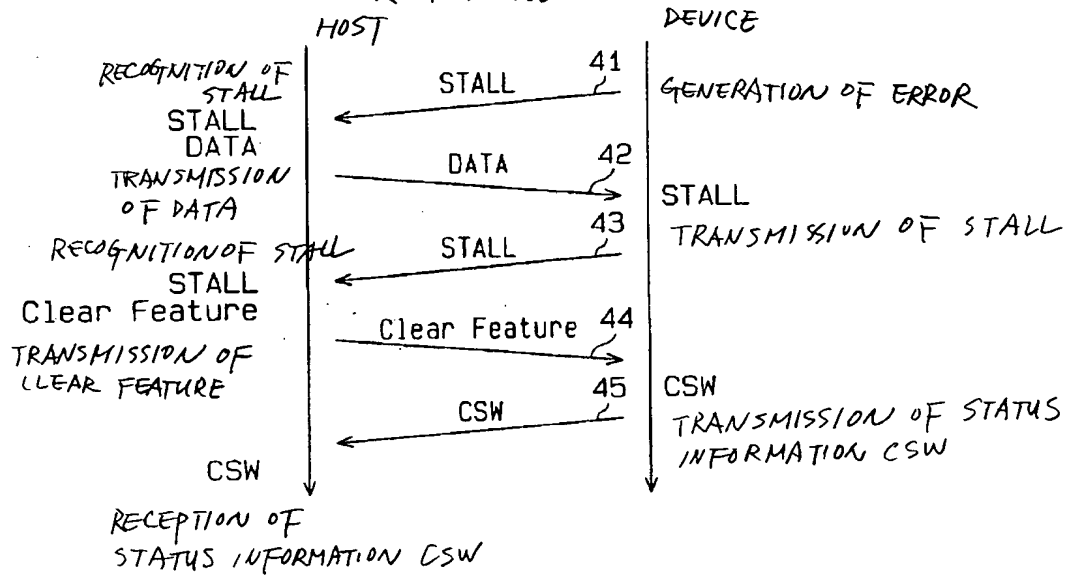 HOST
DEVICE
RECOGNITION OF
STALL
STALL
41
GENERATION OF ERROR
STALL
DATA
DATA
42
TRANSMISSION
OF DATA
STALL
TRANSMISSION OF STALL
43
RECOGNITION OF STALL
STALL
STALL
Clear Feature
Clear Feature
44
TRANSMISSION OF
CLEAR FEATURE
45
CSW
CSW
TRANSMISSION OF STATUS
INFORMATION CSW
CSW
RECEPTION OF
STATUS INFORMATION CSW